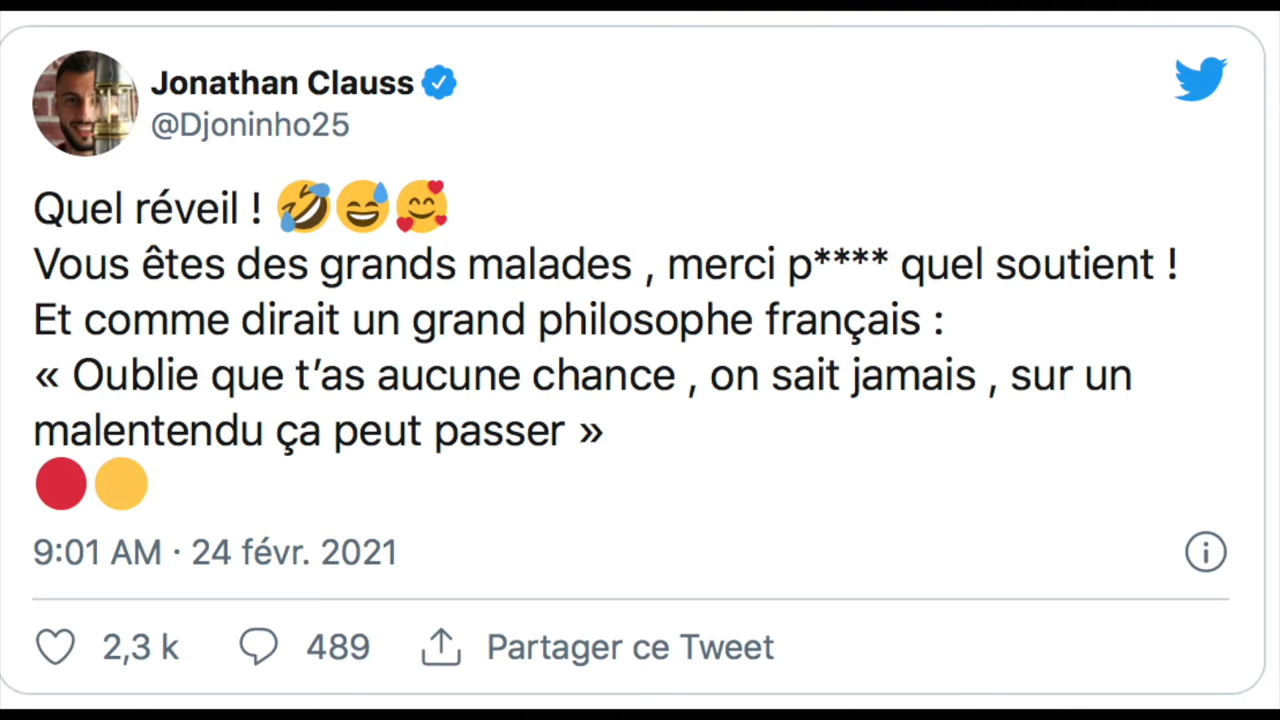 Jonathan Clauss
@Djoninho25
Quel réveil ! 🤣😅🥰
Vous êtes des grands malades , merci p**** quel soutient !
Et comme dirait un grand philosophe français :
« Oublie que t’as aucune chance , on sait jamais , sur un
malentendu ça peut passer »
🔴🟡
9:01 AM · 24 févr. 2021
2,3 k 489 Partager ce Tweet